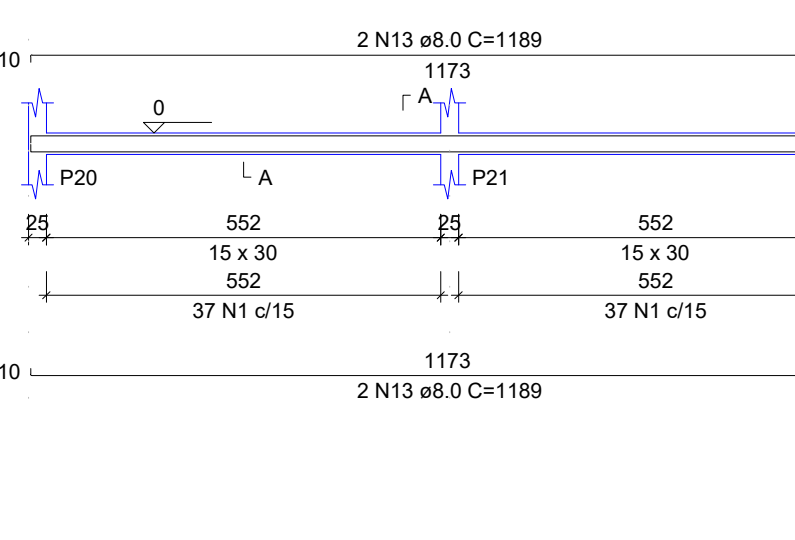 2 N13 ø8.0 C=1189
10
1173
A
0
P20
A
P21
25 552 25 552
15 x 30 15 x 30
552 552
37 N1 c/15 37 N1 c/15
1173
10
2 N13 ø8.0 C=1189